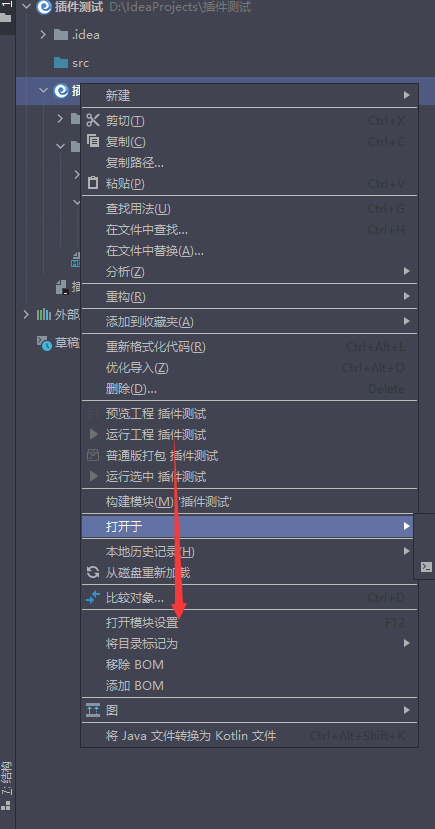 插件测试 D:\IdeaProjects\插件测试
.idea
src
插
新建
剪切(T) Ctrl+X
复制(C) Ctrl+C
复制路径...
粘贴(P) Ctrl+V
查找用法(U) Ctrl+G
在文件中查找... Ctrl+H
在文件中替换(A)...
分析(Z)
重构(R)
插
添加到收藏夹(A)
外部
草稿
重新格式化代码(R) Ctrl+Alt+L
优化导入(Z) Ctrl+Alt+O
删除(D)... Delete
预览工程 插件测试
运行工程 插件测试
普通版打包 插件测试
运行选中 插件测试
构建模块(M) '插件测试'
打开于
本地历史记录(H)
从磁盘重新加载
比较对象... Ctrl+D
打开模块设置 F12
将目录标记为
移除 BOM
添加 BOM
图
将 Java 文件转换为 Kotlin 文件 Ctrl+Alt+Shift+K
7: 结构